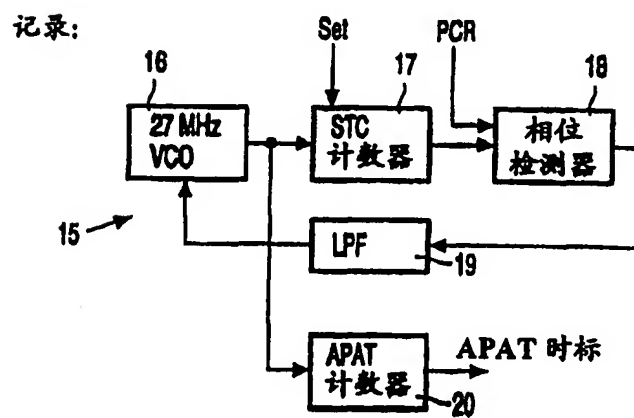 记录:
Set
PCR
16
17
18
27 MHz
VCO
STC
计数器
相位
检测器
15
LPF
19
APAT
计数器
APAT 时标
20